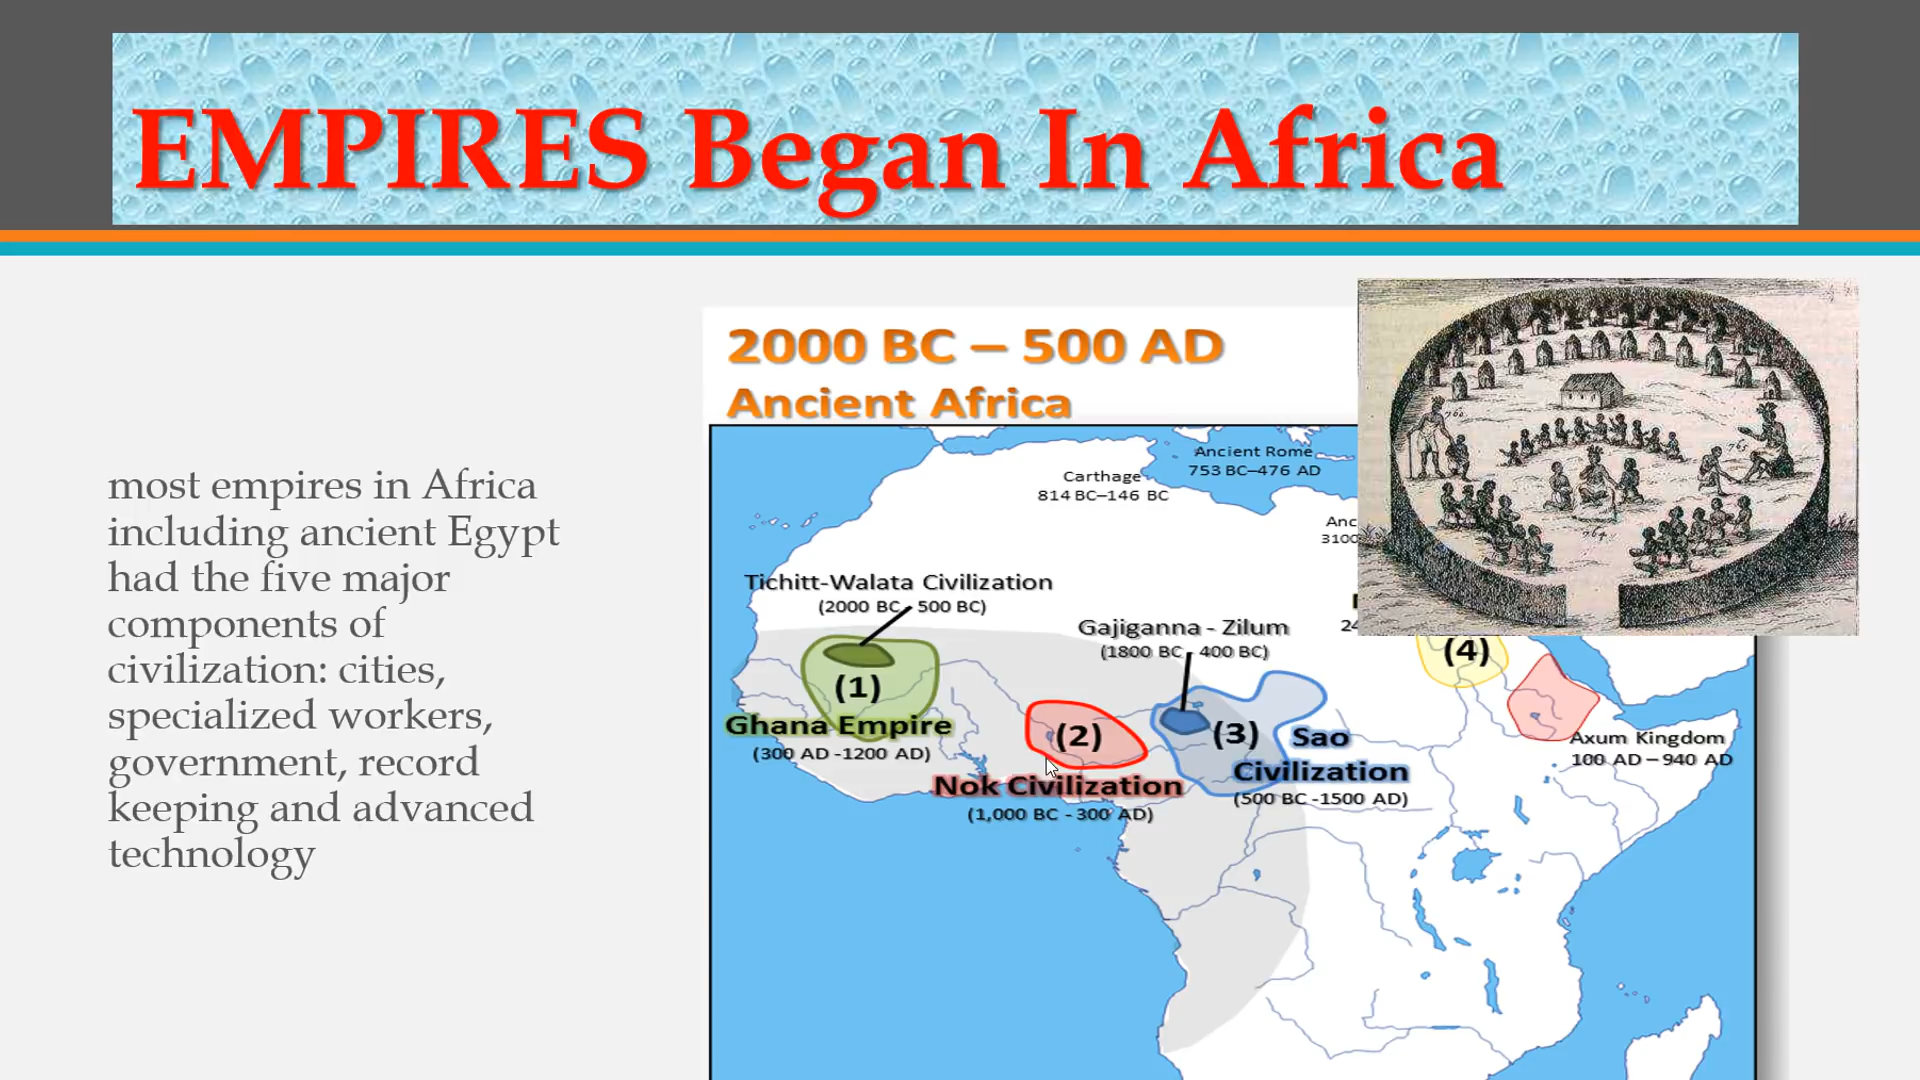 EMPIRES Began In Africa
most empires in Africa
including ancient Egypt
had the five major
components of
civilization: cities,
specialized workers,
government, record
keeping and advanced
technology
2000 BC – 500 AD
Ancient Africa
Ancient Rome
753 BC–476 AD
Carthage
814 BC–146 BC
Anc
3100
Tichitt-Walata Civilization
(2000 BC - 500 BC)
Gajiganna - Zilum
(1800 BC - 400 BC)
24
(1)
Ghana Empire
(300 AD -1200 AD)
(2)
Nok Civilization
(1,000 BC - 300 AD)
(3)
Sao
Civilization
(500 BC -1500 AD)
(4)
Axum Kingdom
100 AD – 940 AD